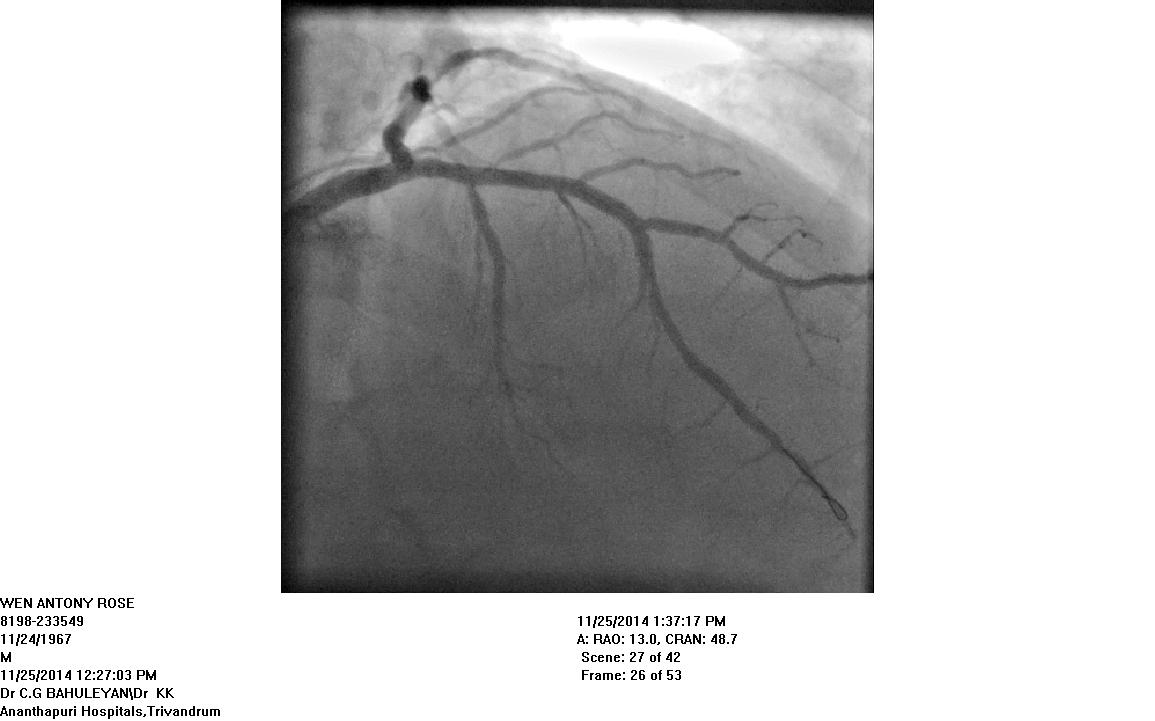 WEN ANTONY ROSE
8198-233549
11/24/1967
M
11/25/2014 12:27:03 PM
Dr C.G BAHULEYAN\Dr  KK
Ananthapuri Hospitals,Trivandrum
11/25/2014 1:37:17 PM
A: RAO: 13.0, CRAN: 48.7
Scene: 27 of 42
Frame: 26 of 53